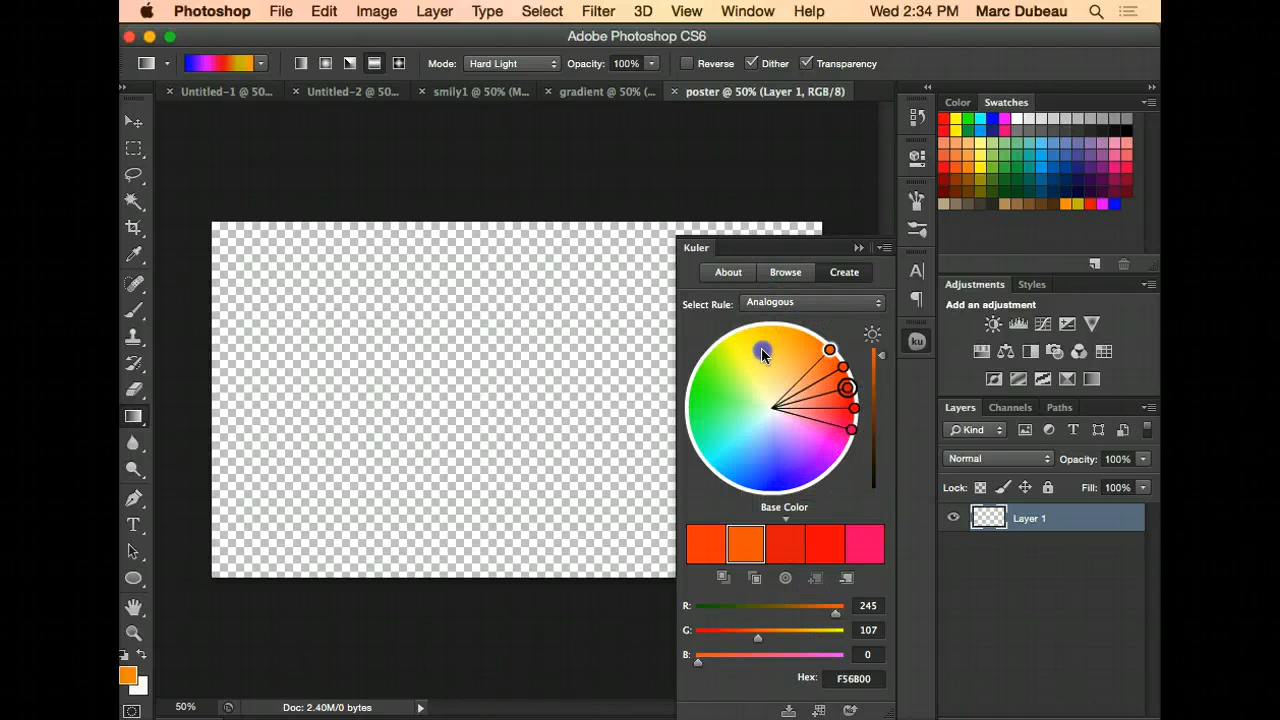 Photoshop File Edit Image Layer Type Select Filter 3D View Window Help Wed 2:34 PM Marc Dubeau
Adobe Photoshop CS6
Mode: Hard Light Opacity: 100% Reverse Dither Transparency
Untitled-1 @ 50... Untitled-2 @ 50... smily1 @ 50% (M... gradient @ 50% (... poster @ 50% (Layer 1, RGB/8)
Color Swatches
Kuler
About Browse Create
Select Rule: Analogous
Base Color
R: 245
G: 107
B: 0
Hex: F56B00
ku
Adjustments Styles
Add an adjustment
Layers Channels Paths
Kind
Normal Opacity: 100%
Lock: Fill: 100%
Layer 1
50% Doc: 2.40M/0 bytes